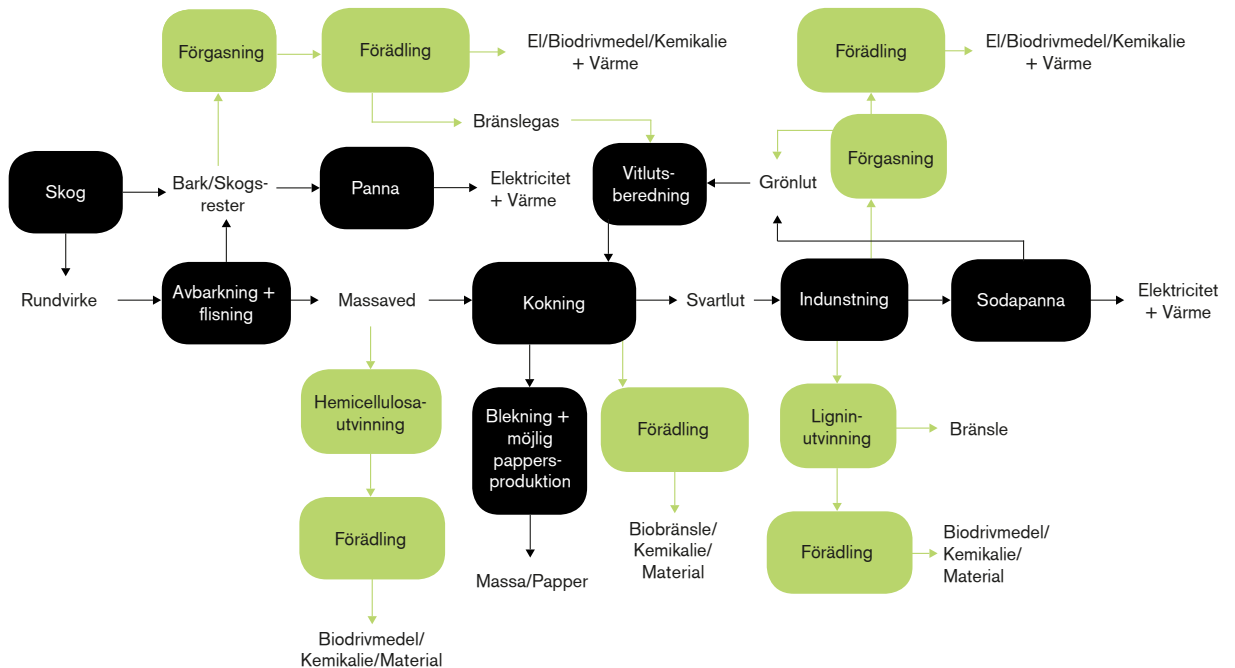 Förgasning
Förädling
El/Biodrivmedel/Kemikalie
+ Värme
Förädling
El/Biodrivmedel/Kemikalie
+ Värme
Bränslegas
Förgasning
Skog
Bark/Skogs-
rester
Panna
Elektricitet
+ Värme
Vitluts-
beredning
Grönlut
Rundvirke
Avbarkning +
flisning
Massaved
Kokning
Svartlut
Indunstning
Sodapanna
Elektricitet
+ Värme
Hemicellulosa-
utvinning
Blekning +
möjlig
pappers-
produktion
Förädling
Lignin-
utvinning
Bränsle
Förädling
Massa/Papper
Biobränsle/
Kemikalie/
Material
Förädling
Biodrivmedel/
Kemikalie/
Material
Biodrivmedel/
Kemikalie/Material